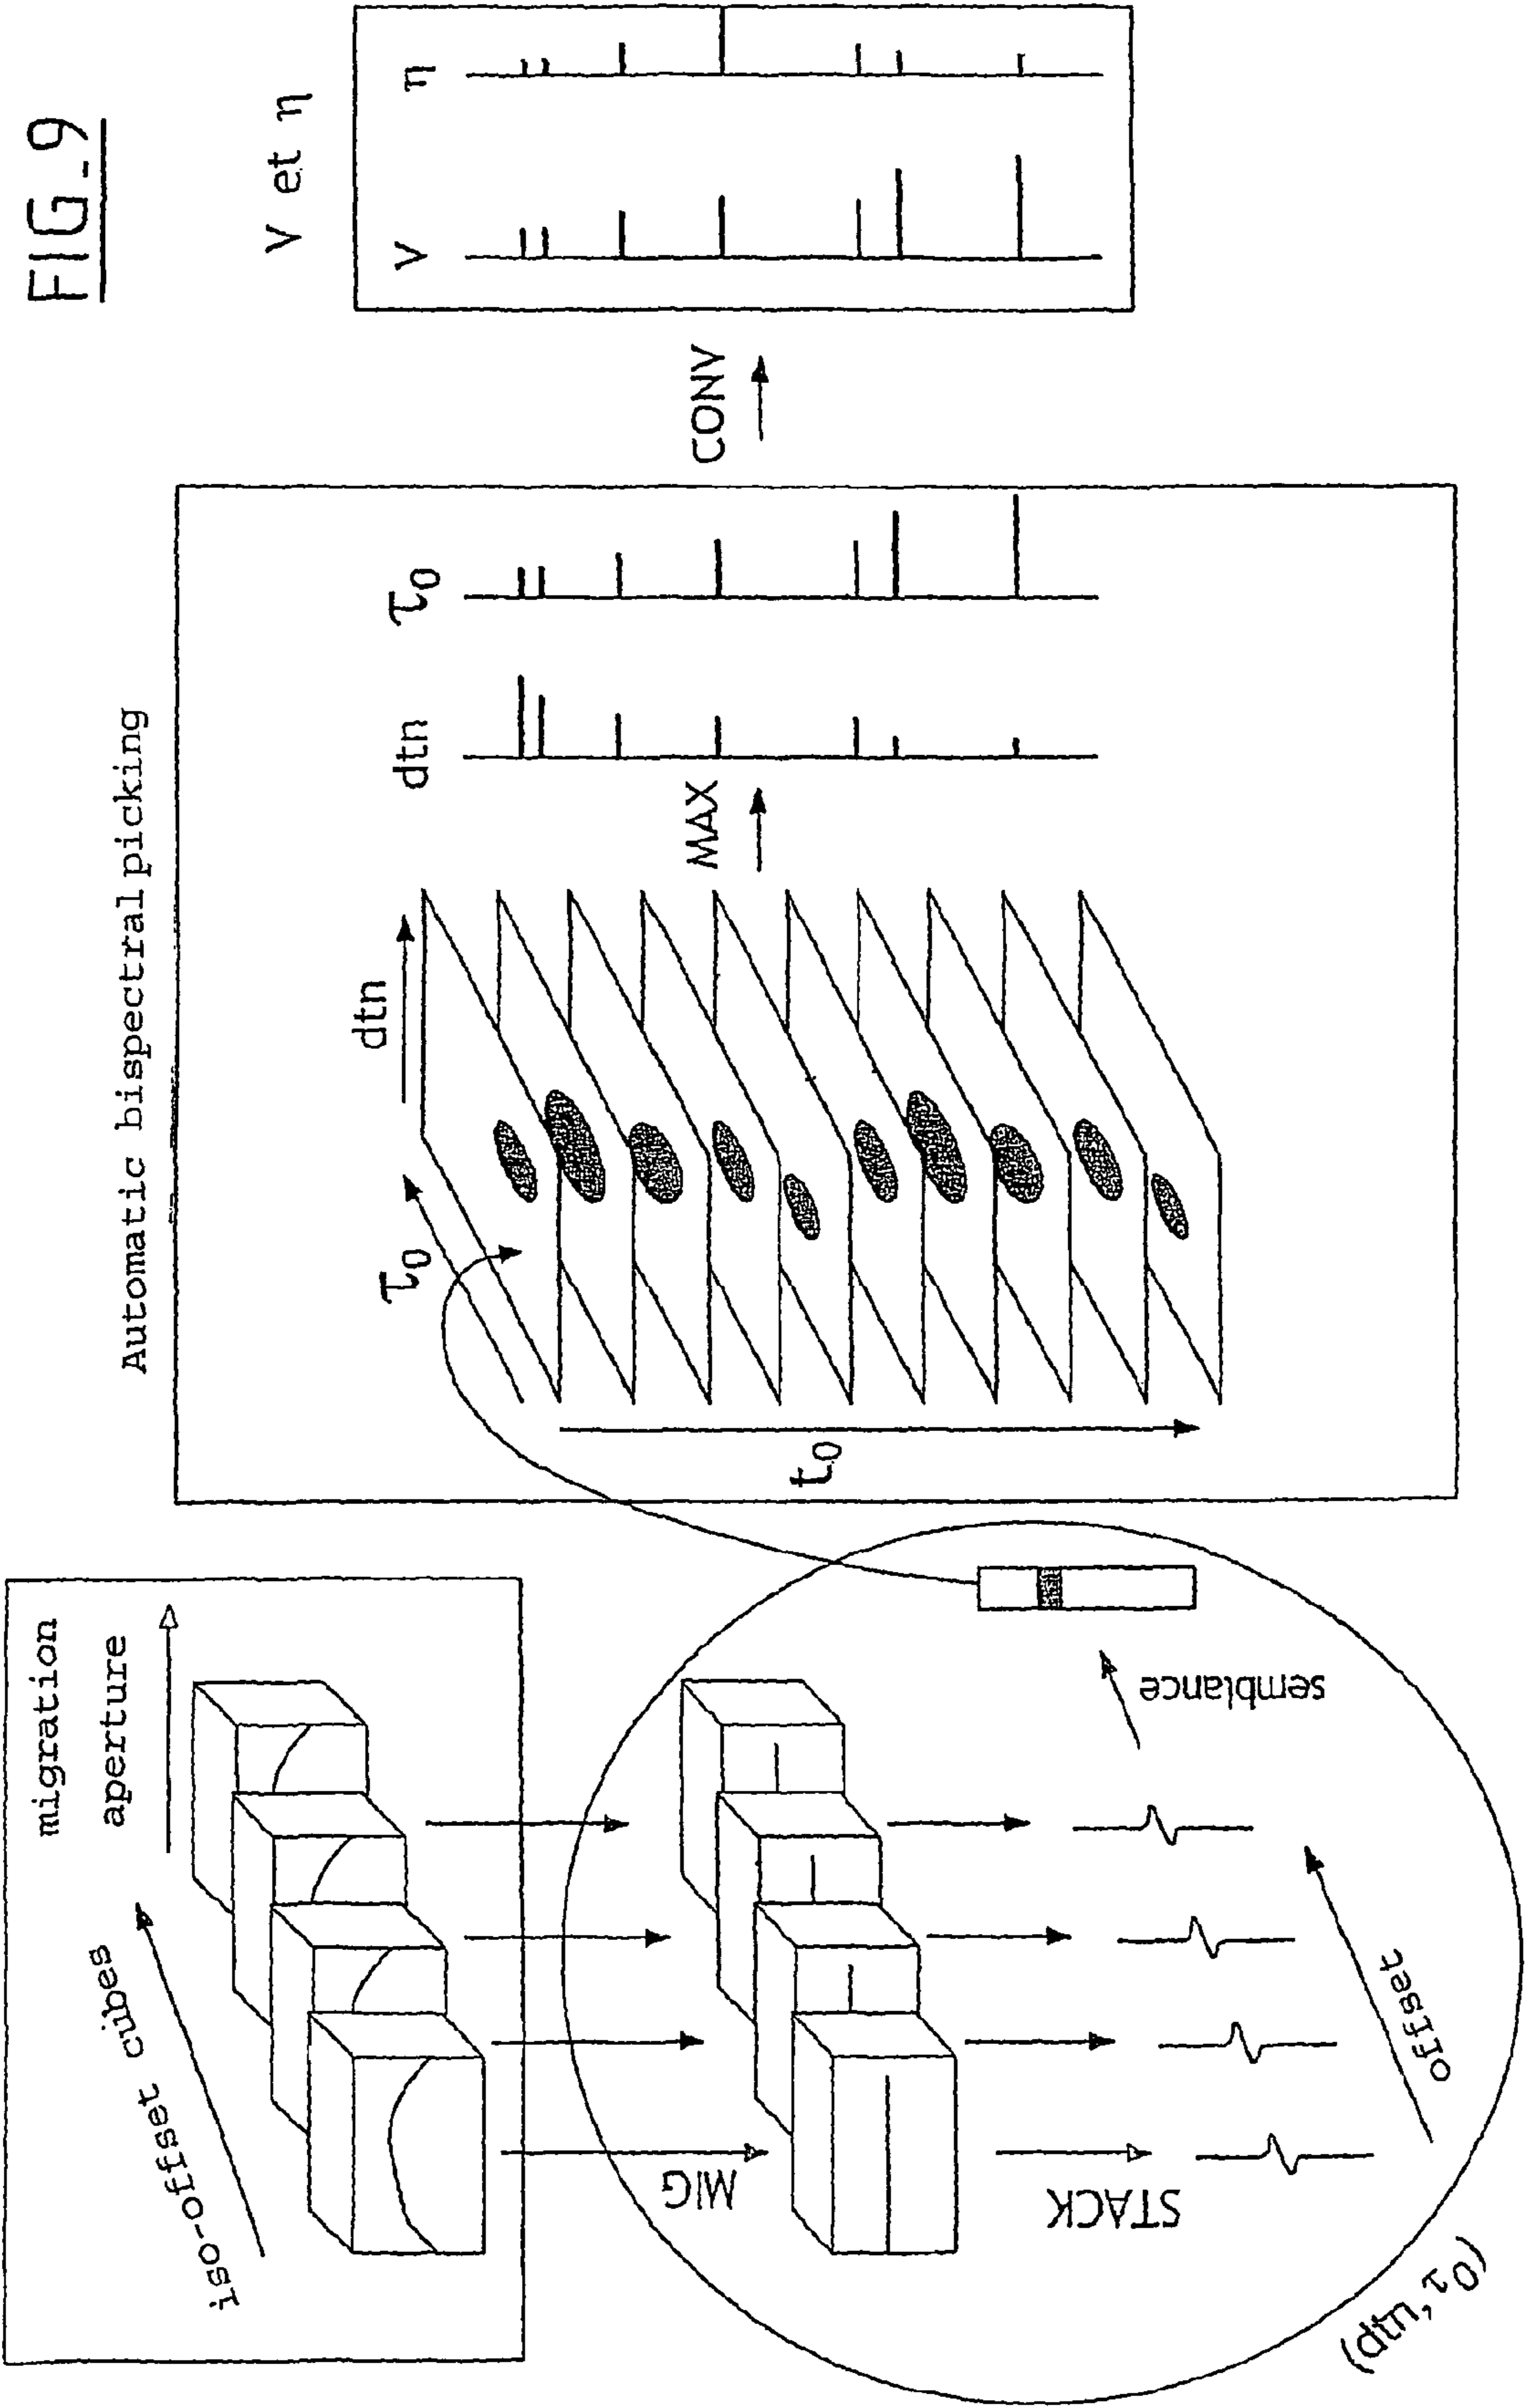 FIG_9
migration
aperture
iso-offset cubes
MIG
STACK
semblance
offset
(dtn, τ0)
Automatic bispectral picking
τ0
dtn
t0
MAX
dtn
τ0
CONV
V et η
V
η